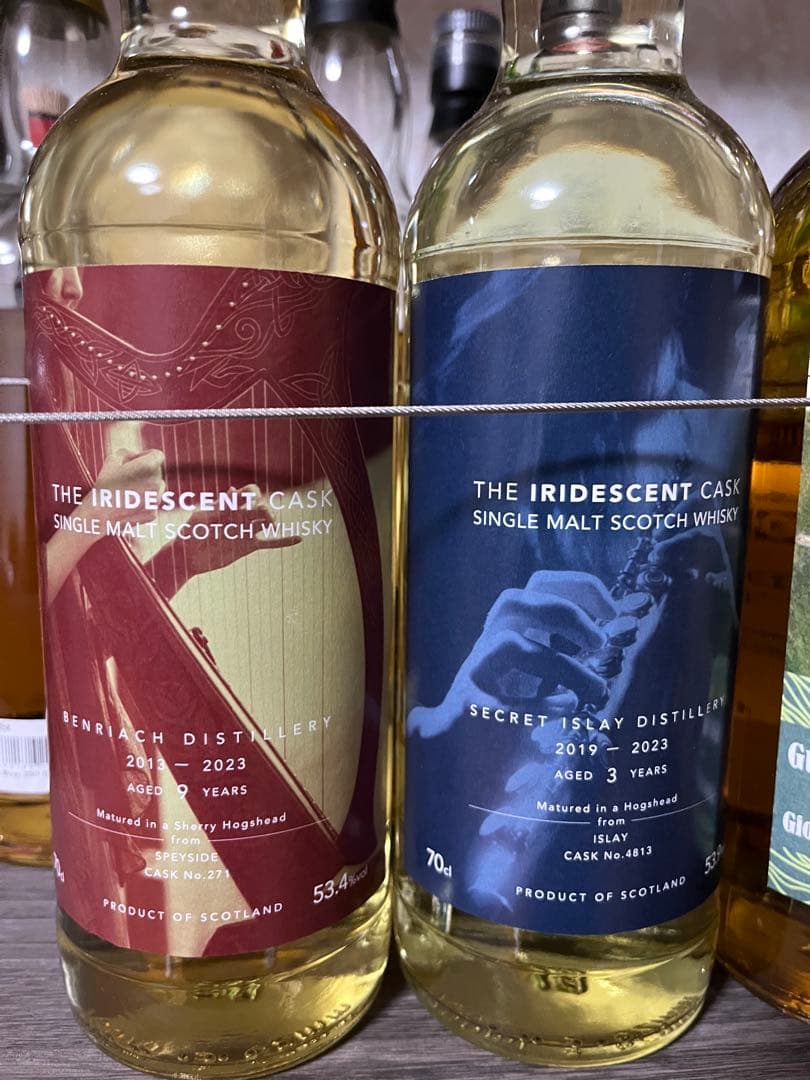 THE IRIDESCENT CASK
SINGLE MALT SCOTCH WHISKY
BENRIACH DISTILLERY
2013 — 2023
AGED 9 YEARS
Matured in a Sherry Hogshead
from
SPEYSIDE
CASK No.271
70cl
53.4%vol
PRODUCT OF SCOTLAND
THE IRIDESCENT CASK
SINGLE MALT SCOTCH WHISKY
SECRET ISLAY DISTILLERY
2019 — 2023
AGED 3 YEARS
Matured in a Hogshead
from
ISLAY
CASK No.4813
70cl
PRODUCT OF SCOTLAND